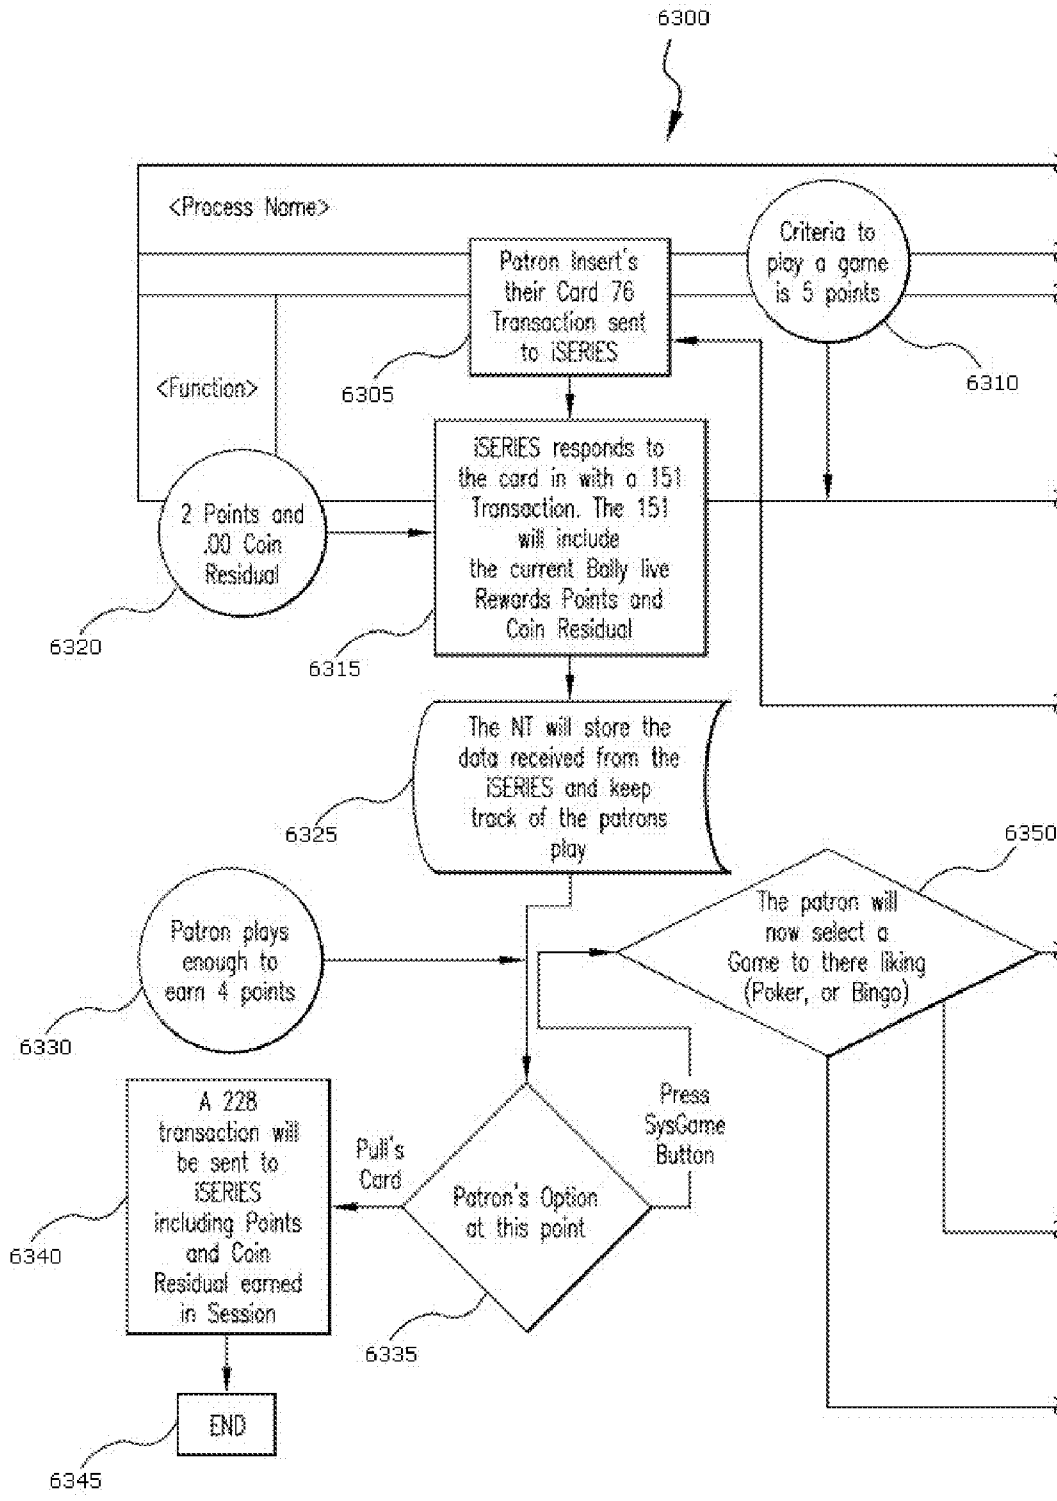 6300
<Process Name>
Criteria to
play a game
is 5 points
Patron Insert's
their Card 76
Transaction sent
to iSERIES
6305
6310
<Function>
iSERIES responds to
the card in with a 151
Transaction. The 151
will include
the current Bally live
Rewards Points and
Coin Residual
2 Points and
.00 Coin
Residual
6320
6315
The NT will store the
data received from the
iSERIES and keep
track of the patrons
play
6325
6350
The patron will
now select a
Game to there liking
(Poker, or Bingo)
Patron plays
enough to
earn 4 points
6330
A 228
transaction will
be sent to
iSERIES
including Points
and Coin
Residual earned
in Session
Pull's
Card
Press
SysGame
Button
Patron's Option
at this point
6340
6335
END
6345